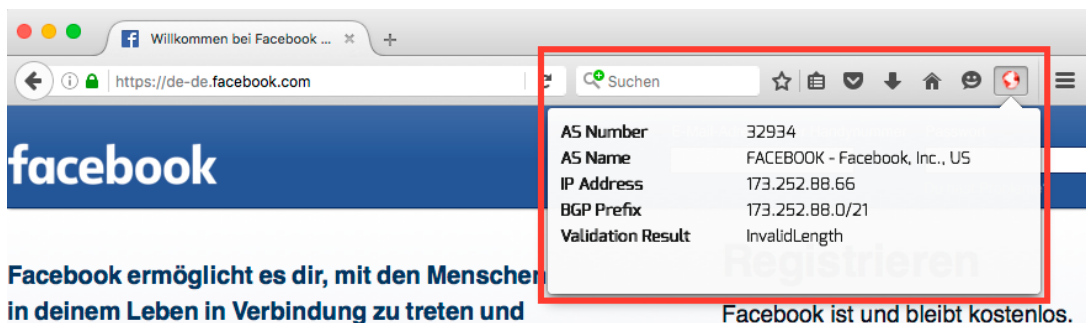 Willkommen bei Facebook ...
https://de-de.facebook.com
Suchen
facebook
AS Number 32934
AS Name FACEBOOK - Facebook, Inc., US
IP Address 173.252.88.66
BGP Prefix 173.252.88.0/21
Validation Result InvalidLength
Registrieren
Facebook ermöglicht es dir, mit den Menschen
in deinem Leben in Verbindung zu treten und
Facebook ist und bleibt kostenlos.